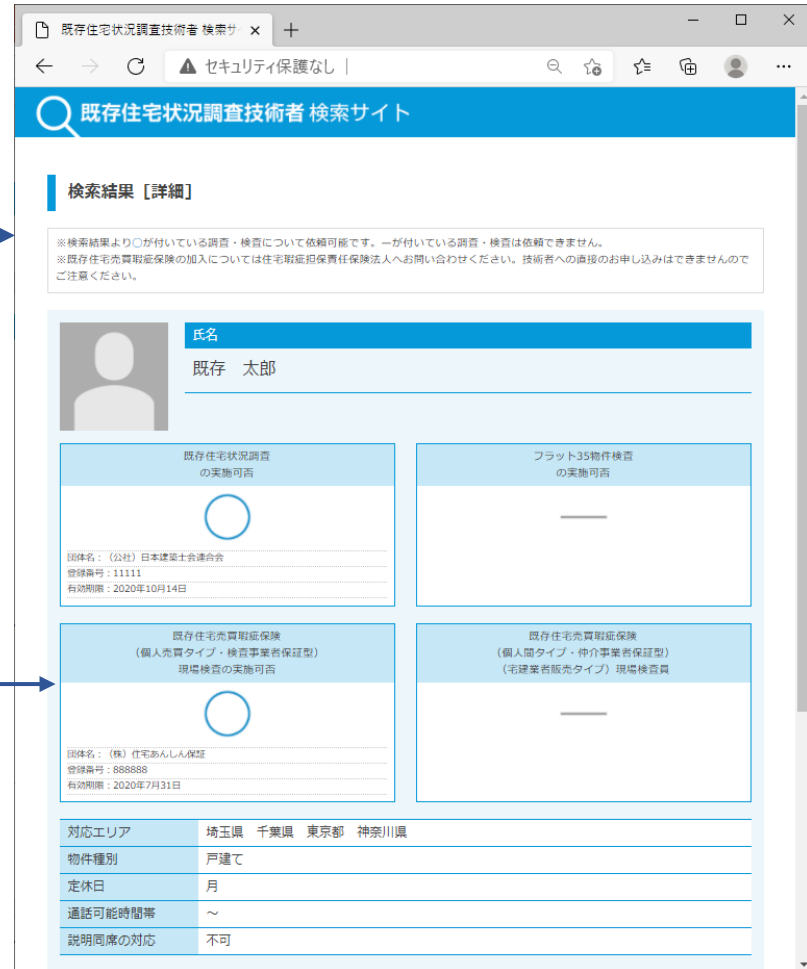 既存住宅状況調査技術者 検索サ
セキュリティ保護なし
既存住宅状況調査技術者 検索サイト
検索結果［詳細］
※検索結果より○が付いている調査・検査について依頼可能です。ーが付いている調査・検査は依頼できません。
※既存住宅売買瑕疵保険の加入については住宅瑕疵担保責任保険法人へお問い合わせください。技術者への直接のお申し込みはできませんので
ご注意ください。
氏名
既存　太郎
既存住宅状況調査
の実施可否
団体名：（公社）日本建築士会連合会
登録番号：11111
有効期限：2020年10月14日
フラット35物件検査
の実施可否
既存住宅売買瑕疵保険
（個人売買タイプ・検査事業者保証型）
現場検査の実施可否
団体名：（株）住宅あんしん保証
登録番号：888888
有効期限：2020年7月31日
既存住宅売買瑕疵保険
（個人間タイプ・仲介事業者保証型）
（宅建業者販売タイプ）現場検査員
対応エリア　埼玉県　千葉県　東京都　神奈川県
物件種別　戸建て
定休日　月
通話可能時間帯　～
説明同席の対応　不可